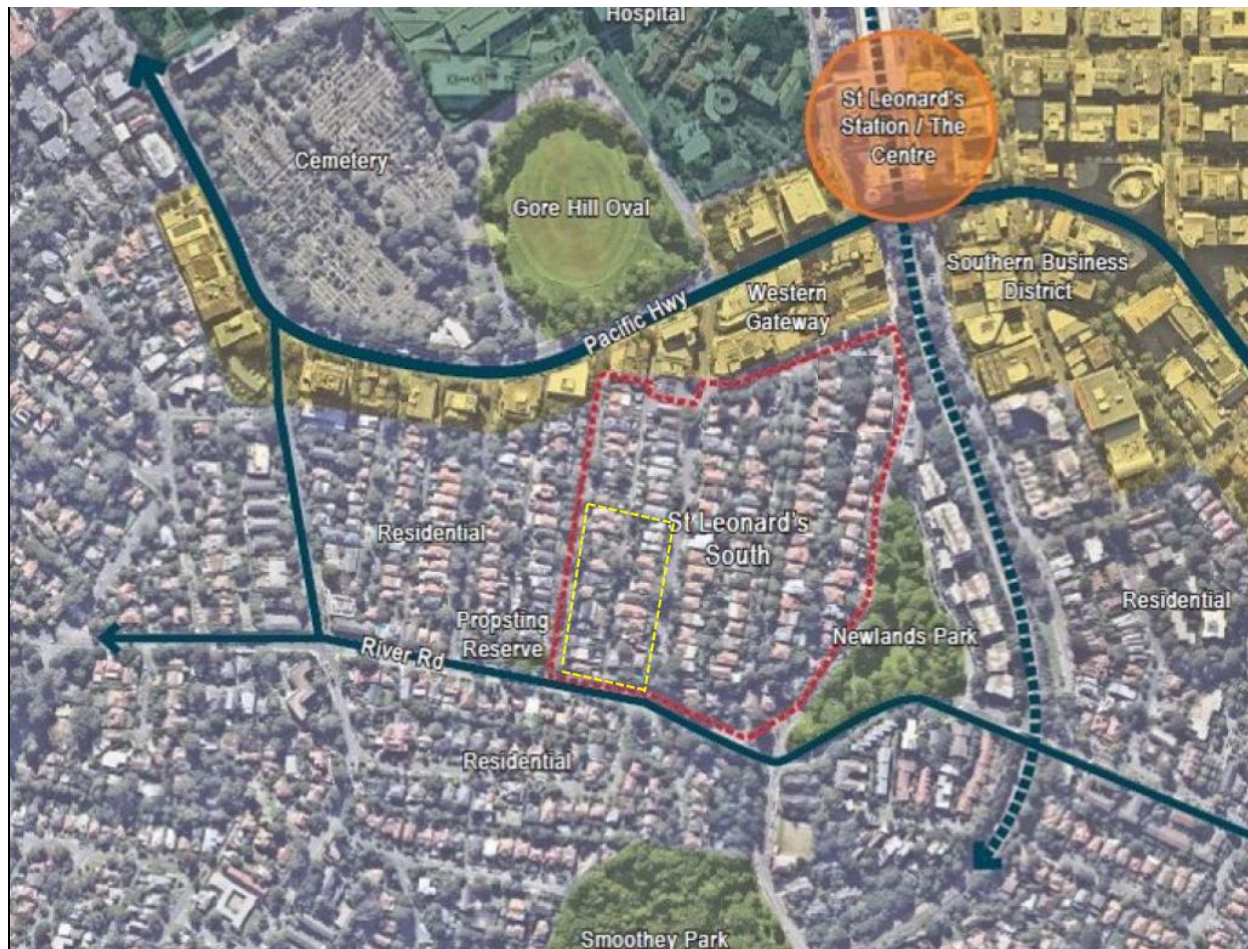 Hospital
St Leonard's
Station / The
Centre
Cemetery
Gore Hill Oval
Southern Business
District
Western
Gateway
Pacific Hwy
St Leonard's
South
Residential
Residential
Propsting
Reserve
Newlands Park
River Rd
Residential
Smoothey Park